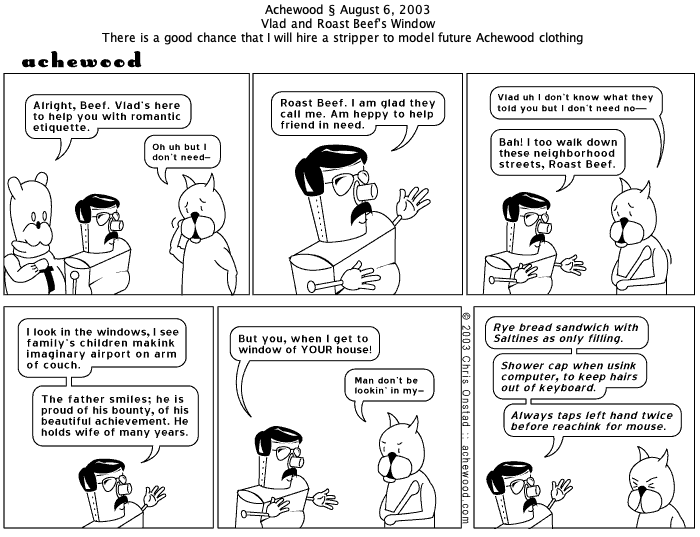 Achewood § August 6, 2003
Vlad and Roast Beef's Window
There is a good chance that I will hire a stripper to model future Achewood clothing
achewood
Alright, Beef. Vlad's here
to help you with romantic
etiquette.
Oh uh but I
don't need—
Roast Beef. I am glad they
call me. Am heppy to help
friend in need.
Vlad uh I don't know what they
told you but I don't need no—
Bah! I too walk down
these neighborhood
streets, Roast Beef.
I look in the windows, I see
family's children makink
imaginary airport on arm
of couch.
The father smiles; he is
proud of his bounty, of his
beautiful achievement. He
holds wife of many years.
But you, when I get to
window of YOUR house!
Man don't be
lookin' in my—
© 2003 Chris Onstad :: achewood.com
Rye bread sandwich with
Saltines as only filling.
Shower cap when usink
computer, to keep hairs
out of keyboard.
Always taps left hand twice
before reachink for mouse.